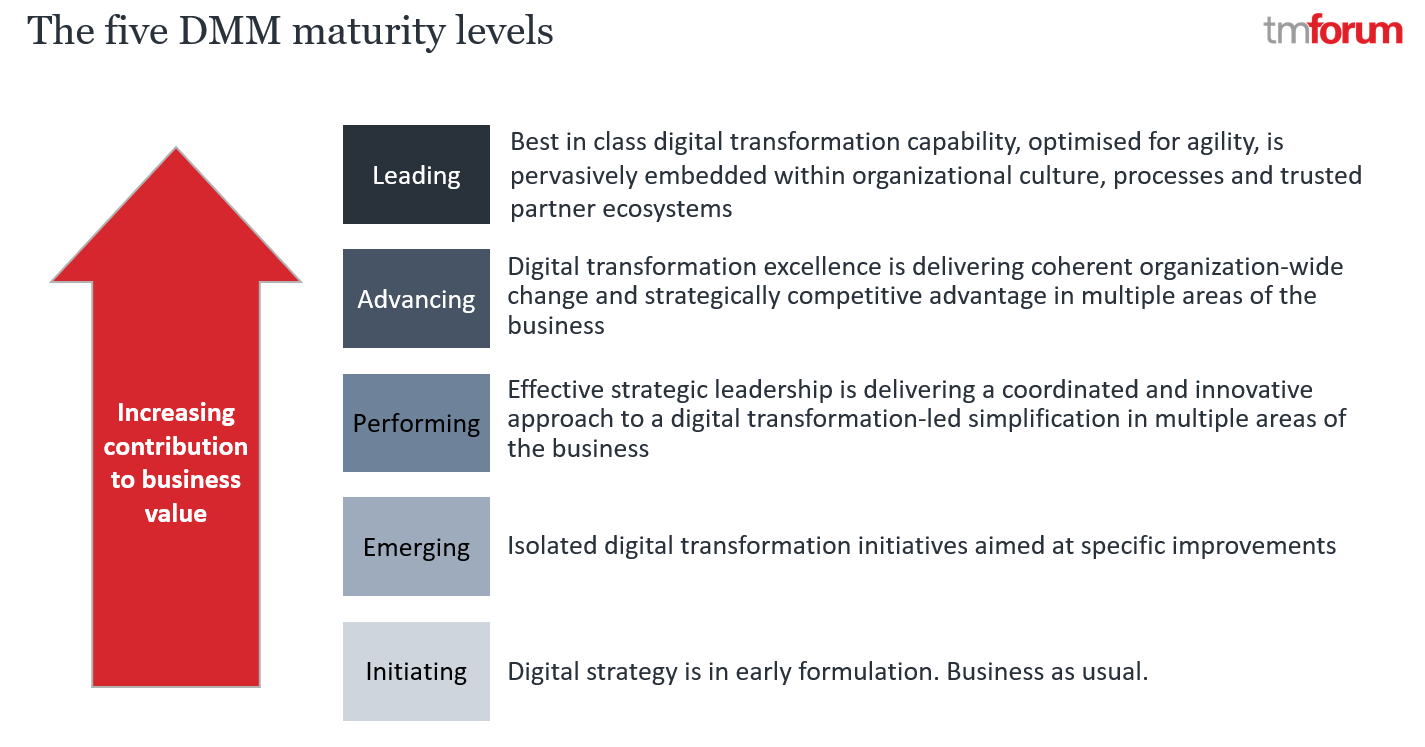 The five DMM maturity levels
tmforum
Increasing
contribution
to business
value
Leading
Best in class digital transformation capability, optimised for agility, is
pervasively embedded within organizational culture, processes and trusted
partner ecosystems
Advancing
Digital transformation excellence is delivering coherent organization-wide
change and strategically competitive advantage in multiple areas of the
business
Performing
Effective strategic leadership is delivering a coordinated and innovative
approach to a digital transformation-led simplification in multiple areas of
the business
Emerging
Isolated digital transformation initiatives aimed at specific improvements
Initiating
Digital strategy is in early formulation. Business as usual.